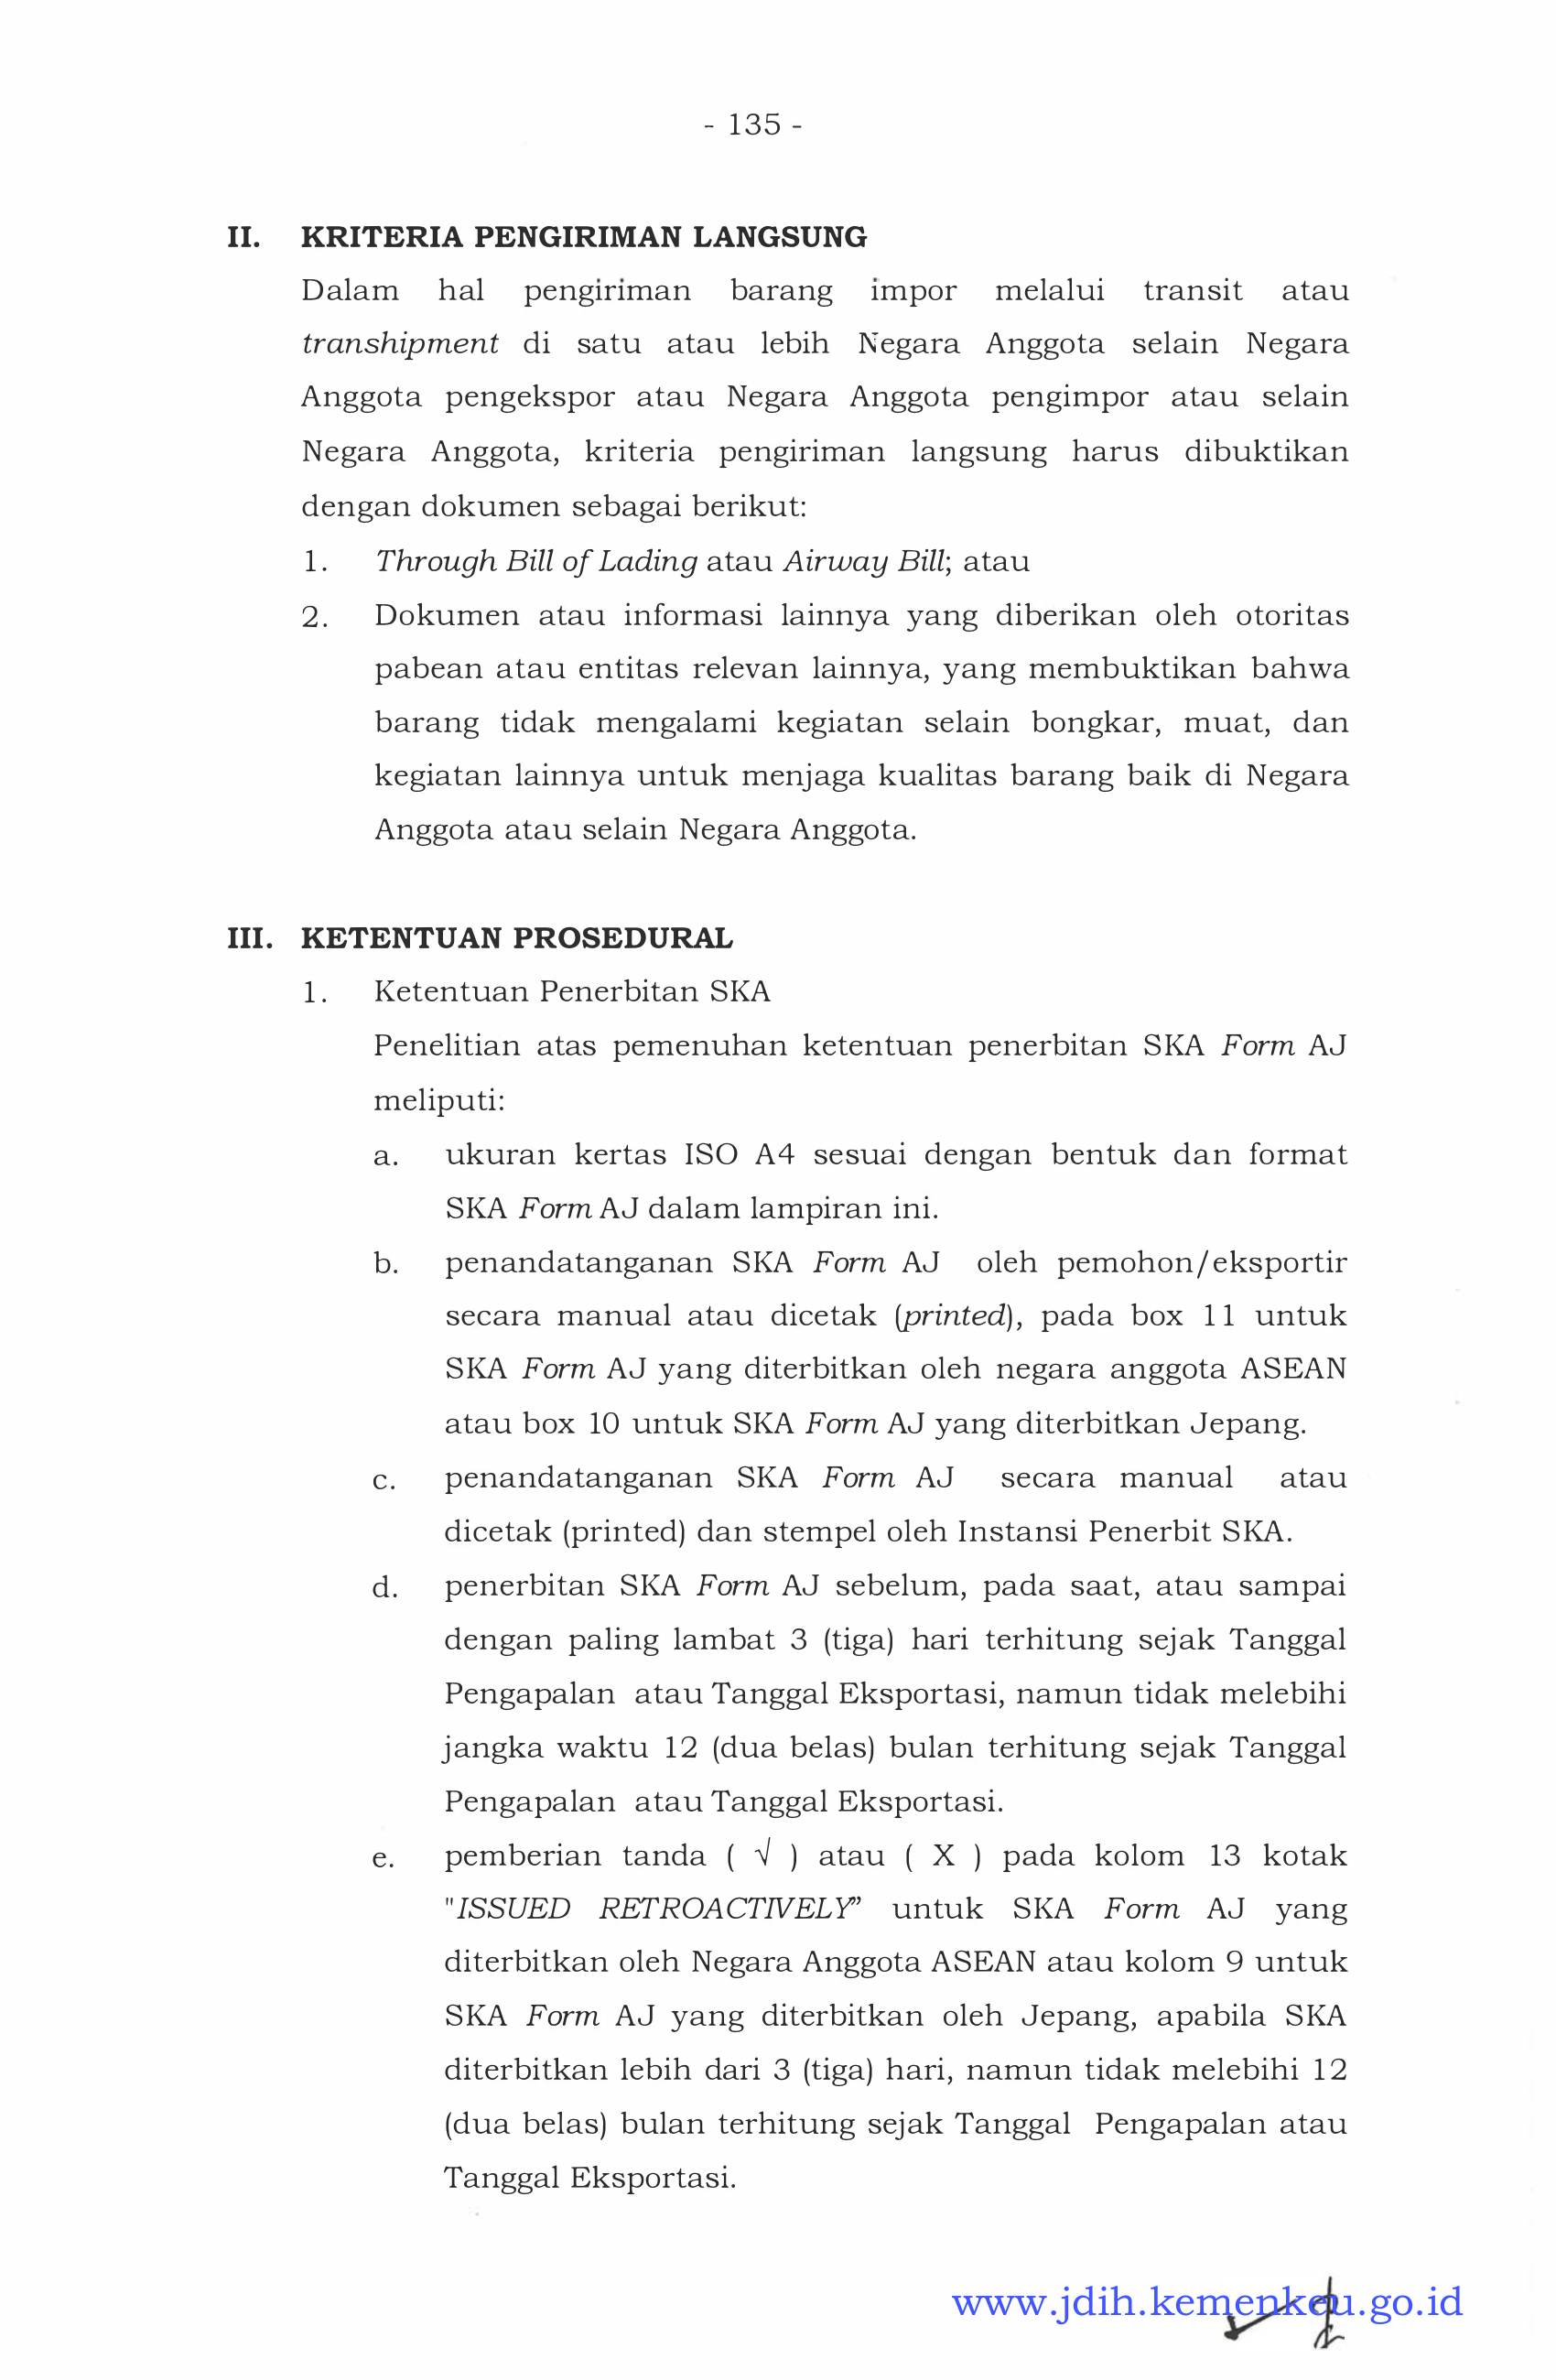 - 135 -
II. KRITERIA PENGIRIMAN LANGSUNG
Dalam hal pengiriman barang impor melalui transit atau
transhipment di satu atau lebih Negara Anggota selain Negara
Anggota pengekspor atau Negara Anggota pengimpor atau selain
Negara Anggota, kriteria pengiriman langsung harus dibuktikan
dengan dokumen sebagai berikut:
1. Through Bill of Lading atau Airway Bill; atau
2. Dokumen atau informasi lainnya yang diberikan oleh otoritas
pabean atau entitas relevan lainnya, yang membuktikan bahwa
barang tidak mengalami kegiatan selain bongkar, muat, dan
kegiatan lainnya untuk menjaga kualitas barang baik di Negara
Anggota atau selain Negara Anggota.
III. KETENTUAN PROSEDURAL
1. Ketentuan Penerbitan SKA
Penelitian atas pemenuhan ketentuan penerbitan SKA Form AJ
meliputi:
a. ukuran kertas ISO A4 sesuai dengan bentuk dan format
SKA Form AJ dalam lampiran ini.
b. penandatanganan SKA Form AJ oleh pemohon/eksportir
secara manual atau dicetak (printed), pada box 11 untuk
SKA Form AJ yang diterbitkan oleh negara anggota ASEAN
atau box 10 untuk SKA Form AJ yang diterbitkan Jepang.
c. penandatanganan SKA Form AJ secara manual atau
dicetak (printed) dan stempel oleh Instansi Penerbit SKA.
d. penerbitan SKA Form AJ sebelum, pada saat, atau sampai
dengan paling lambat 3 (tiga) hari terhitung sejak Tanggal
Pengapalan atau Tanggal Eksportasi, namun tidak melebihi
jangka waktu 12 (dua belas) bulan terhitung sejak Tanggal
Pengapalan atau Tanggal Eksportasi.
e. pemberian tanda ( √ ) atau ( X ) pada kolom 13 kotak
"ISSUED RETROACTIVELY” untuk SKA Form AJ yang
diterbitkan oleh Negara Anggota ASEAN atau kolom 9 untuk
SKA Form AJ yang diterbitkan oleh Jepang, apabila SKA
diterbitkan lebih dari 3 (tiga) hari, namun tidak melebihi 12
(dua belas) bulan terhitung sejak Tanggal Pengapalan atau
Tanggal Eksportasi.
www.jdih.kemenkeu.go.id